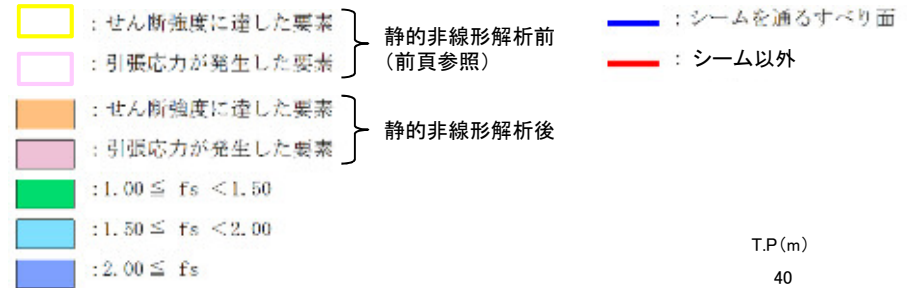 ：せん断強度に達した要素
：引張応力が発生した要素
静的非線形解析前
（前頁参照）
：せん断強度に達した要素
：引張応力が発生した要素
静的非線形解析後
:1.00≦ fs <1.50
:1.50≦ fs <2.00
:2.00≦ fs
：シームを通るすべり面
：シーム以外
T.P(m)
40